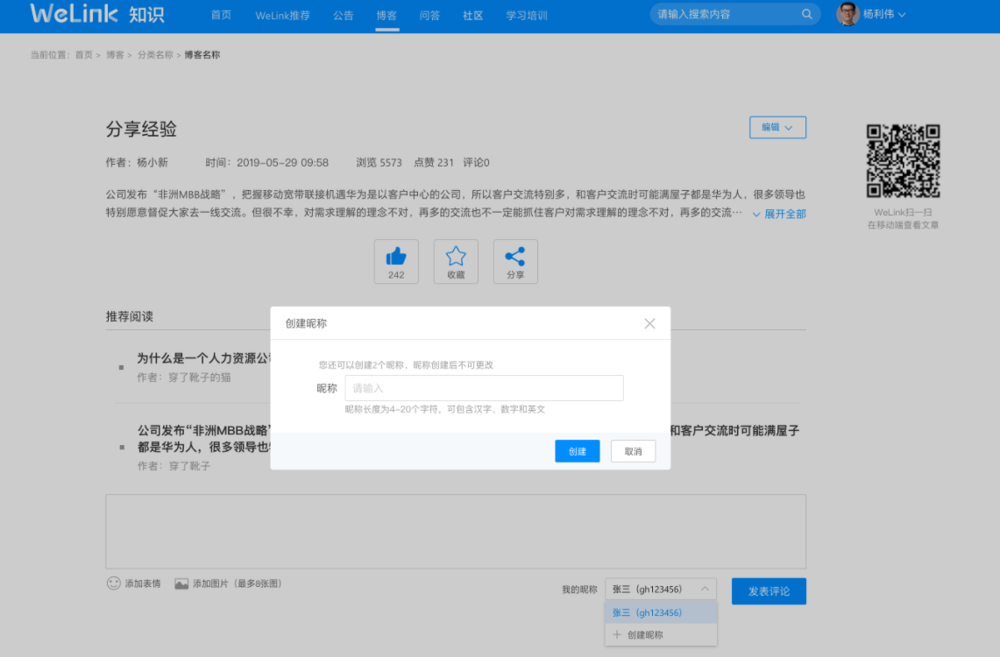 WeLink 知识
首页 WeLink推荐 公告 博客 问答 社区 学习培训
请输入搜索内容
杨利伟
当前位置：首页 > 博客 > 分类名称 > 博客名称
分享经验
编辑
作者：杨小新 时间：2019-05-29 09:58 浏览 5573 点赞 231 评论0
公司发布“非洲MBB战略”，把握移动宽带联接机遇华为是以客户中心的公司，所以客户交流特别多，和客户交流时可能满屋子都是华为人，很多领导也
特别愿意督促大家去一线交流。但很不幸，对需求理解的理念不对，再多的交流也不一定能抓住客户对需求理解的理念不对，再多的交流… 展开全部
WeLink扫一扫
在移动端查看文章
242 收藏 分享
推荐阅读
创建昵称
为什么是一个人力资源公
作者：穿了靴子的猫
您还可以创建2个昵称，昵称创建后不可更改
昵称 请输入
昵称长度为4-20个字符，可包含汉字、数字和英文
公司发布“非洲MBB战略”
和客户交流时可能满屋子
都是华为人，很多领导也
作者：穿了靴子
创建 取消
添加表情 添加图片（最多8张图）
我的昵称 张三（gh123456）
发表评论
张三（gh123456）
创建昵称